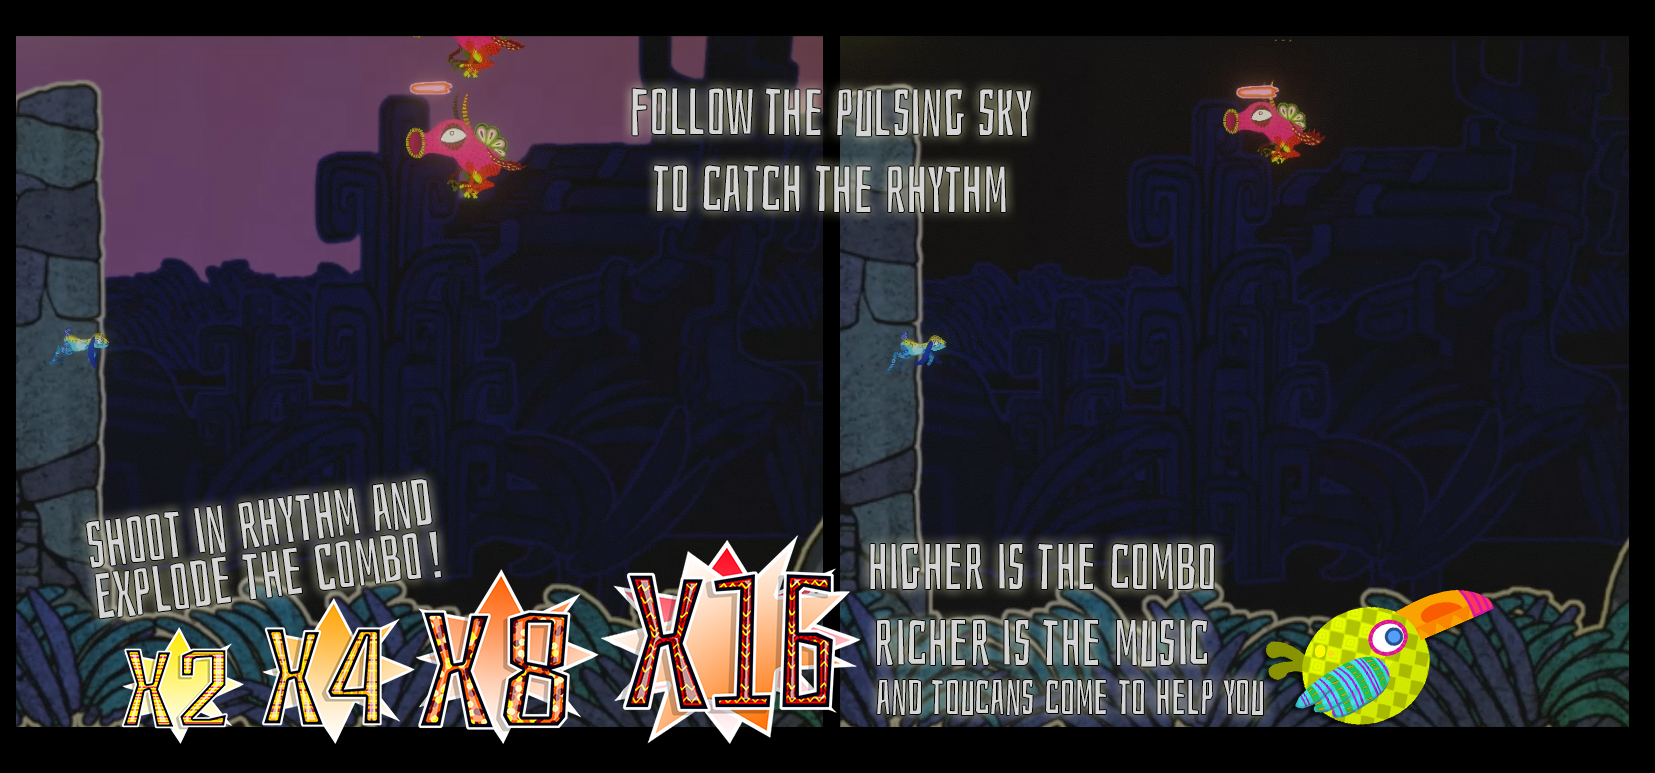 FOLLOW THE PULSING SKY
TO CATCH THE RHYTHM
SHOOT IN RHYTHM AND
EXPLODE THE COMBO!
X2 X4 X8 X16
HIGHER IS THE COMBO
RICHER IS THE MUSIC
AND TOUCANS COME TO HELP YOU